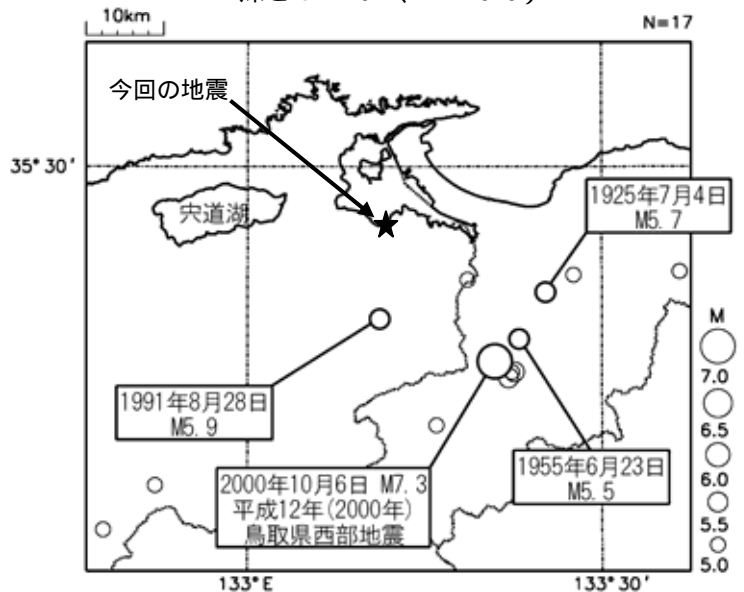 10km
N=17
今回の地震
35°30′
宍道湖
1925年7月4日
M5.7
1991年8月28日
M5.9
2000年10月6日 M7.3
平成12年(2000年)
鳥取県西部地震
1955年6月23日
M5.5
M
7.0
6.5
6.0
5.5
5.0
133°E
133°30′